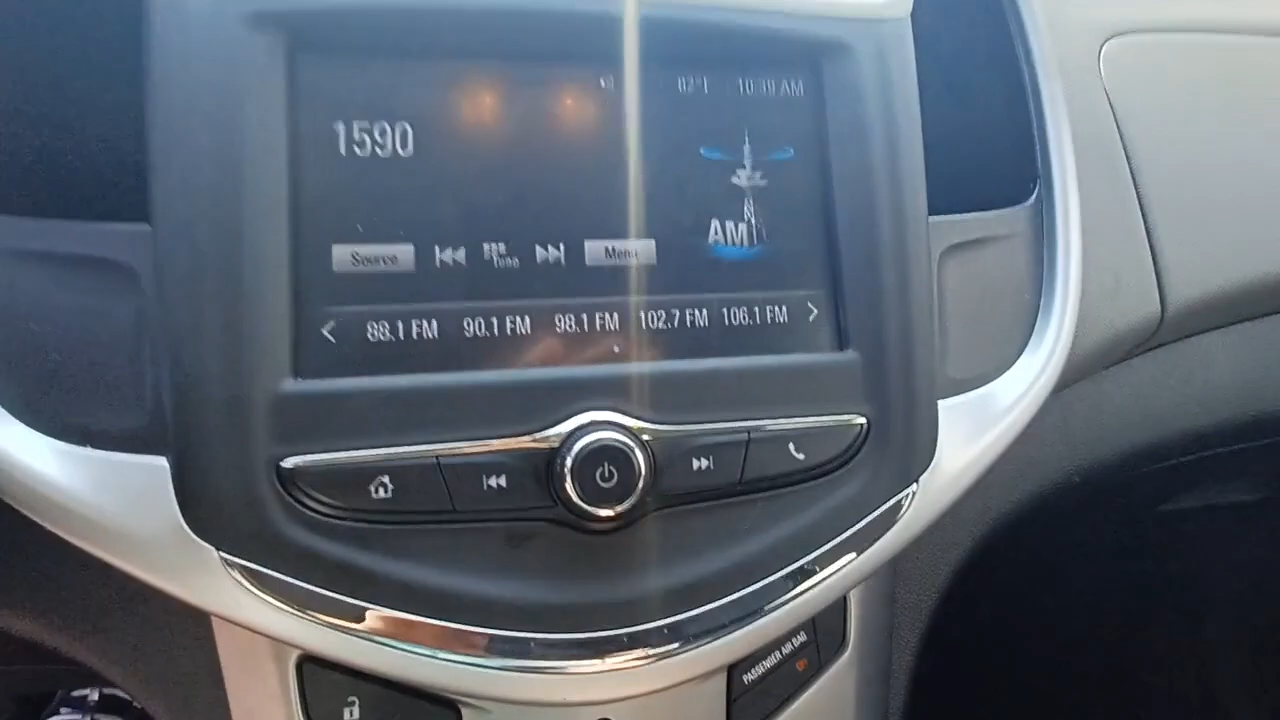 10:39 AM
1590
AM
Source
Tune
Menu
88.1 FM 90.1 FM 98.1 FM 102.7 FM 106.1 FM
PASSENGER AIR BAG